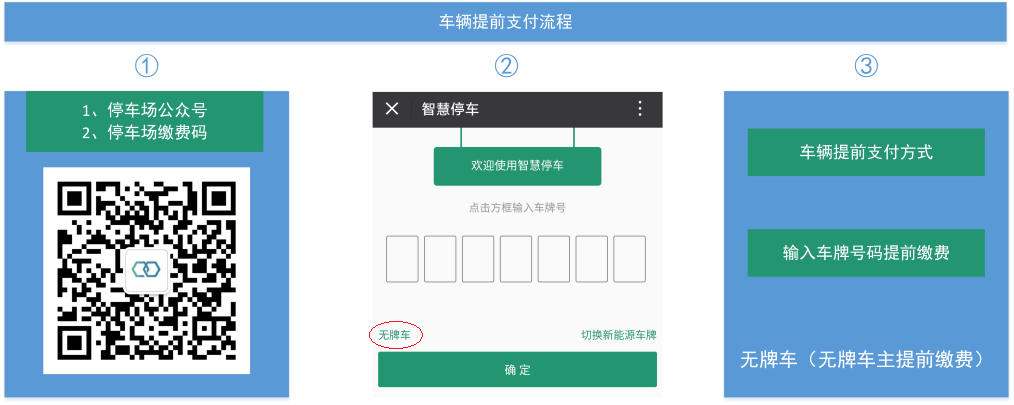 车辆提前支付流程
①
②
③
1、停车场公众号
2、停车场缴费码
智慧停车
欢迎使用智慧停车
点击方框输入车牌号
无牌车
切换新能源车牌
确 定
车辆提前支付方式
输入车牌号码提前缴费
无牌车（无牌车主提前缴费）